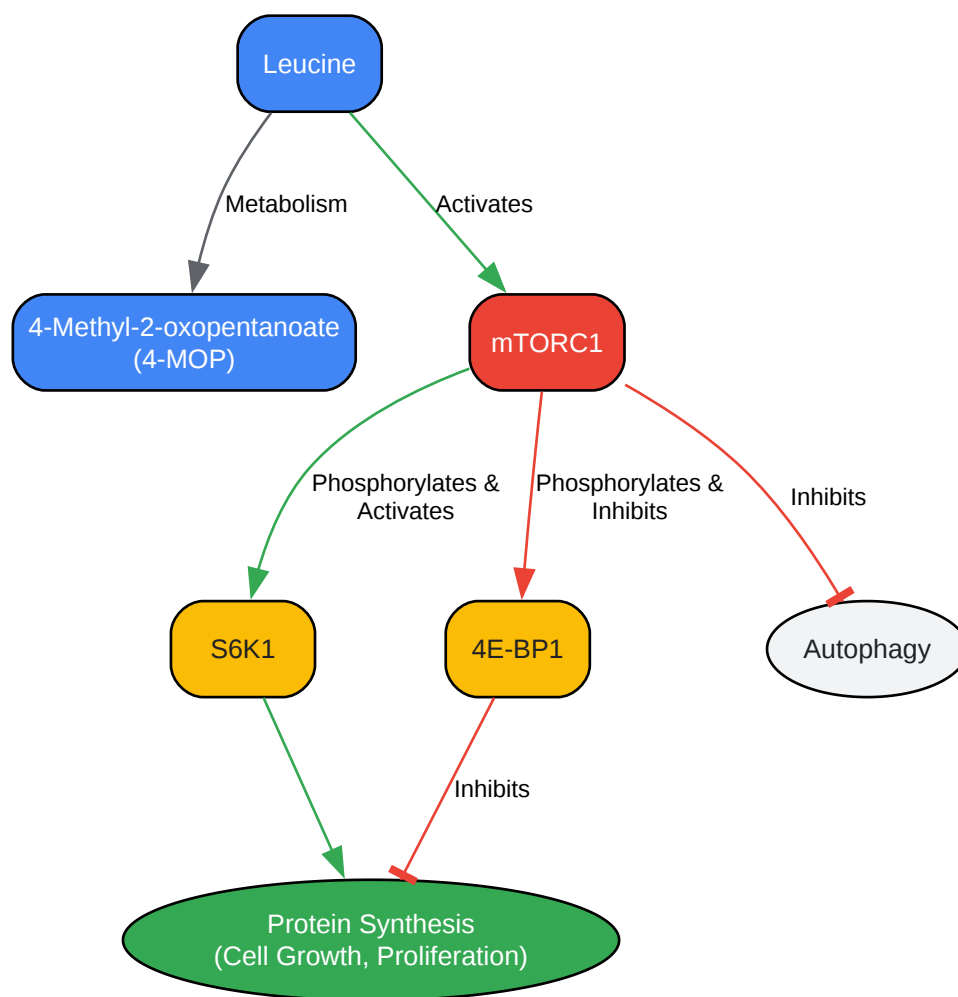 Leucine
Metabolism
Activates
4-Methyl-2-oxopentanoate
(4-MOP)
mTORC1
Phosphorylates &
Activates
Phosphorylates &
Inhibits
Inhibits
S6K1
4E-BP1
Autophagy
Inhibits
Protein Synthesis
(Cell Growth, Proliferation)